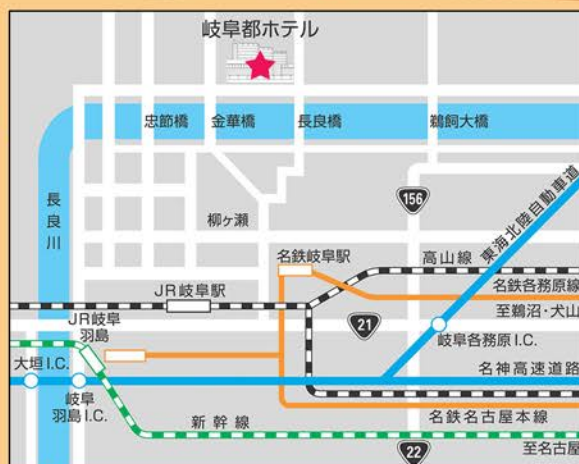 岐阜都ホテル
忠節橋
金華橋
長良橋
鵜飼大橋
長良川
柳ヶ瀬
156
東海北陸自動車道
名鉄岐阜駅
高山線
名鉄各務原線
至鵜沼・犬山
JR岐阜駅
21
岐阜各務原I.C.
JR岐阜
羽島
大垣I.C.
名神高速道路
岐阜
羽島I.C.
新幹線
名鉄名古屋本線
22
至名古屋